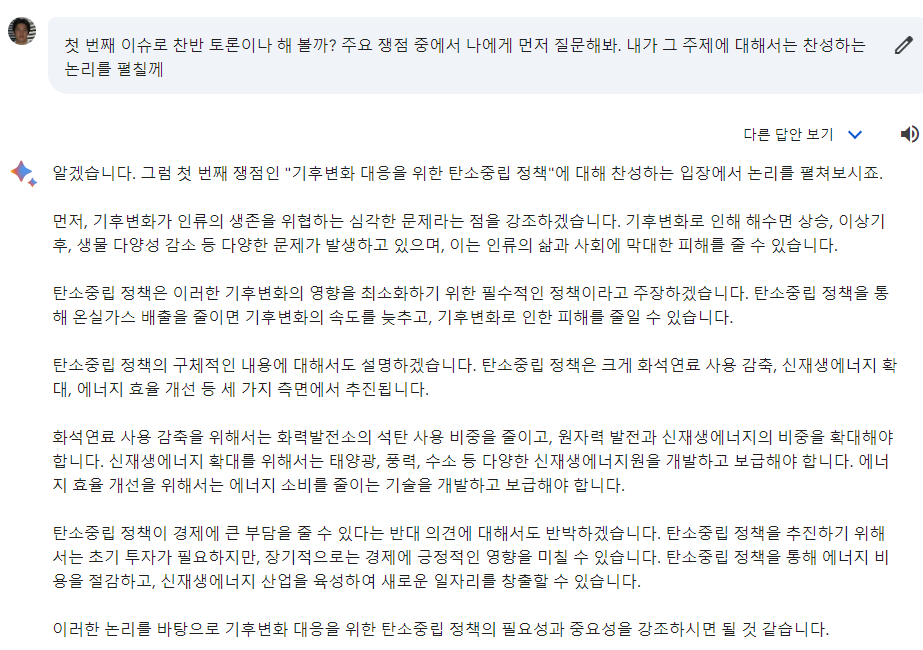 첫 번째 이슈로 찬반 토론이나 해 볼까? 주요 쟁점 중에서 나에게 먼저 질문해봐. 내가 그 주제에 대해서는 찬성하는
논리를 펼칠께
다른 답안 보기
알겠습니다. 그럼 첫 번째 쟁점인 "기후변화 대응을 위한 탄소중립 정책"에 대해 찬성하는 입장에서 논리를 펼쳐보시죠.
먼저, 기후변화가 인류의 생존을 위협하는 심각한 문제라는 점을 강조하겠습니다. 기후변화로 인해 해수면 상승, 이상기
후, 생물 다양성 감소 등 다양한 문제가 발생하고 있으며, 이는 인류의 삶과 사회에 막대한 피해를 줄 수 있습니다.
탄소중립 정책은 이러한 기후변화의 영향을 최소화하기 위한 필수적인 정책이라고 주장하겠습니다. 탄소중립 정책을 통
해 온실가스 배출을 줄이면 기후변화의 속도를 늦추고, 기후변화로 인한 피해를 줄일 수 있습니다.
탄소중립 정책의 구체적인 내용에 대해서도 설명하겠습니다. 탄소중립 정책은 크게 화석연료 사용 감축, 신재생에너지 확
대, 에너지 효율 개선 등 세 가지 측면에서 추진됩니다.
화석연료 사용 감축을 위해서는 화력발전소의 석탄 사용 비중을 줄이고, 원자력 발전과 신재생에너지의 비중을 확대해야
합니다. 신재생에너지 확대를 위해서는 태양광, 풍력, 수소 등 다양한 신재생에너지원을 개발하고 보급해야 합니다. 에너
지 효율 개선을 위해서는 에너지 소비를 줄이는 기술을 개발하고 보급해야 합니다.
탄소중립 정책이 경제에 큰 부담을 줄 수 있다는 반대 의견에 대해서도 반박하겠습니다. 탄소중립 정책을 추진하기 위해
서는 초기 투자가 필요하지만, 장기적으로는 경제에 긍정적인 영향을 미칠 수 있습니다. 탄소중립 정책을 통해 에너지 비
용을 절감하고, 신재생에너지 산업을 육성하여 새로운 일자리를 창출할 수 있습니다.
이러한 논리를 바탕으로 기후변화 대응을 위한 탄소중립 정책의 필요성과 중요성을 강조하시면 될 것 같습니다.